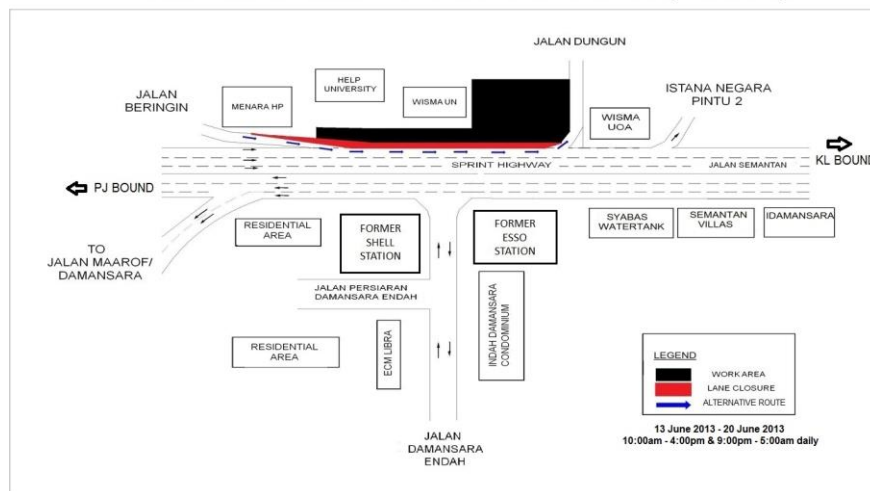 JALAN DUNGUN
JALAN
BERINGIN
MENARA HP
HELP
UNIVERSITY
WISMA UN
WISMA
UOA
ISTANA NEGARA
PINTU 2
KL BOUND
SPRINT HIGHWAY
JALAN SEMANTAN
PJ BOUND
TO
JALAN MAAROF/
DAMANSARA
RESIDENTIAL
AREA
FORMER
SHELL
STATION
FORMER
ESSO
STATION
SYABAS
WATERTANK
SEMANTAN
VILLAS
IDAMANSARA
JALAN PERSIARAN
DAMANSARA ENDAH
RESIDENTIAL
AREA
ECM LIBRA
INDAH DAMANSARA
CONDOMINIUM
JALAN
DAMANSARA
ENDAH
LEGEND
WORK AREA
LANE CLOSURE
ALTERNATIVE ROUTE
13 June 2013 - 20 June 2013
10:00am - 4:00pm & 9:00pm - 5:00am daily